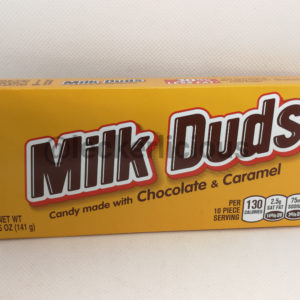 Milk Duds
Milk Duds
Candy made with Chocolate & Caramel
NET WT
5 OZ (141 g)
PER
10 PIECE
SERVING
130
CALORIES
2.5g
SAT FAT